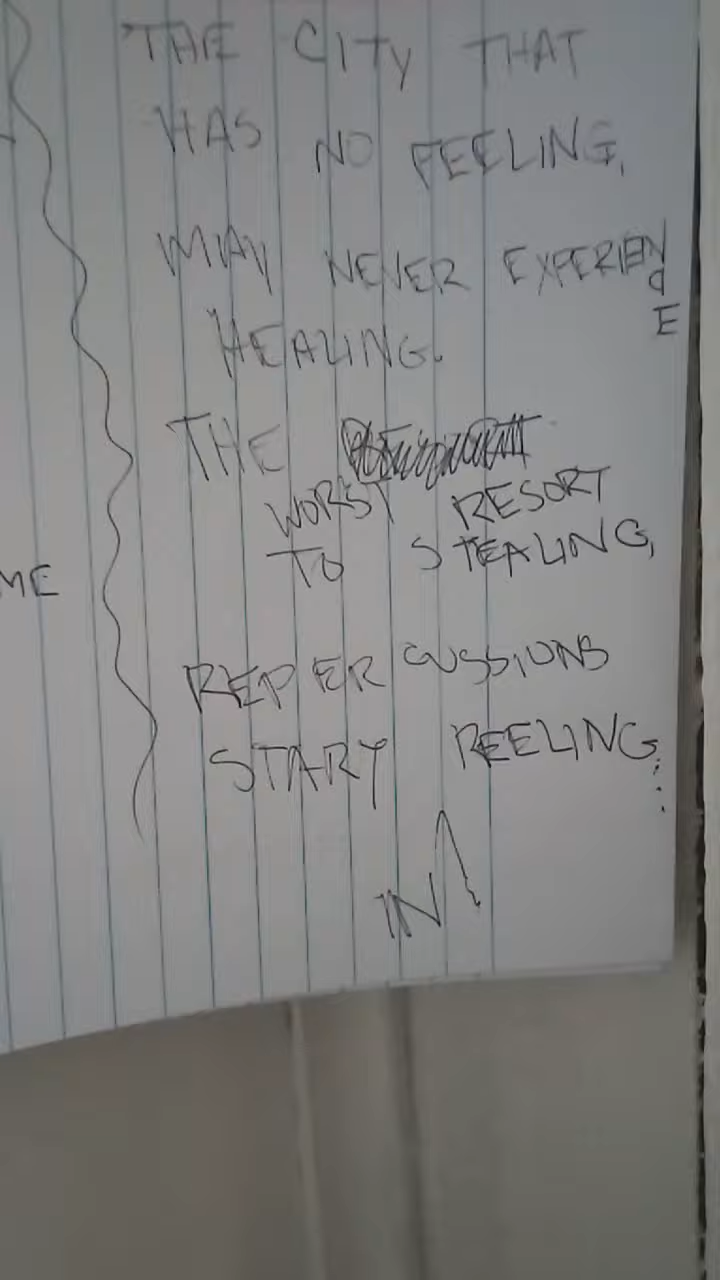 THE CITY THAT
HAS NO FEELING,
MAY NEVER EXPERIENCE
HEALING.
THE
WORST RESORT
TO STEALING,
REPERCUSSIONS
START REELING...
IN
ME